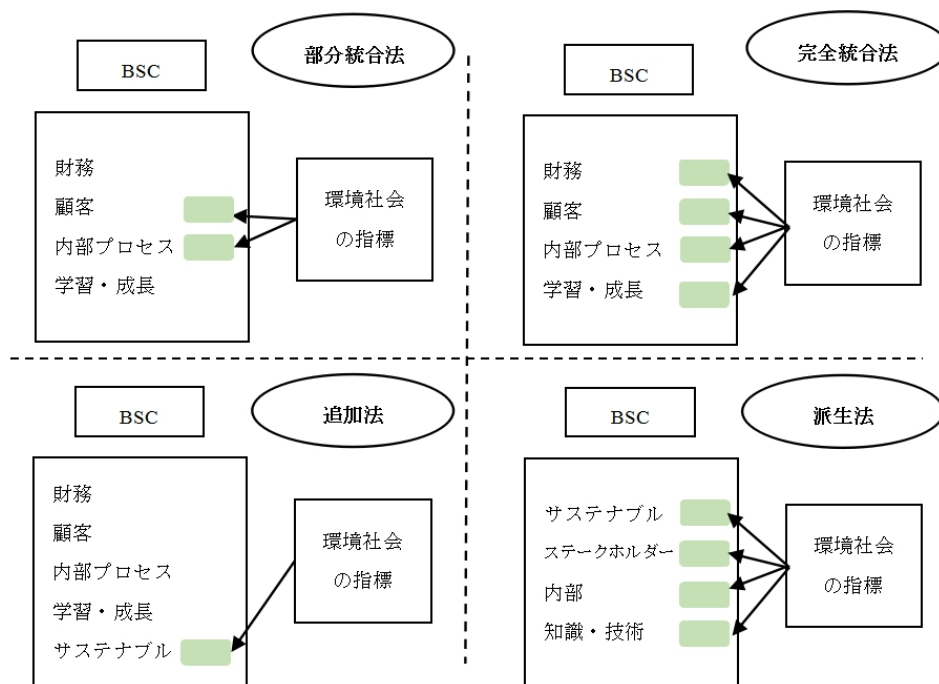 部分統合法
BSC
財務
顧客
内部プロセス
学習・成長
環境社会
の指標
完全統合法
BSC
財務
顧客
内部プロセス
学習・成長
環境社会
の指標
追加法
BSC
財務
顧客
内部プロセス
学習・成長
サステナブル
環境社会
の指標
派生法
BSC
サステナブル
ステークホルダー
内部
知識・技術
環境社会
の指標